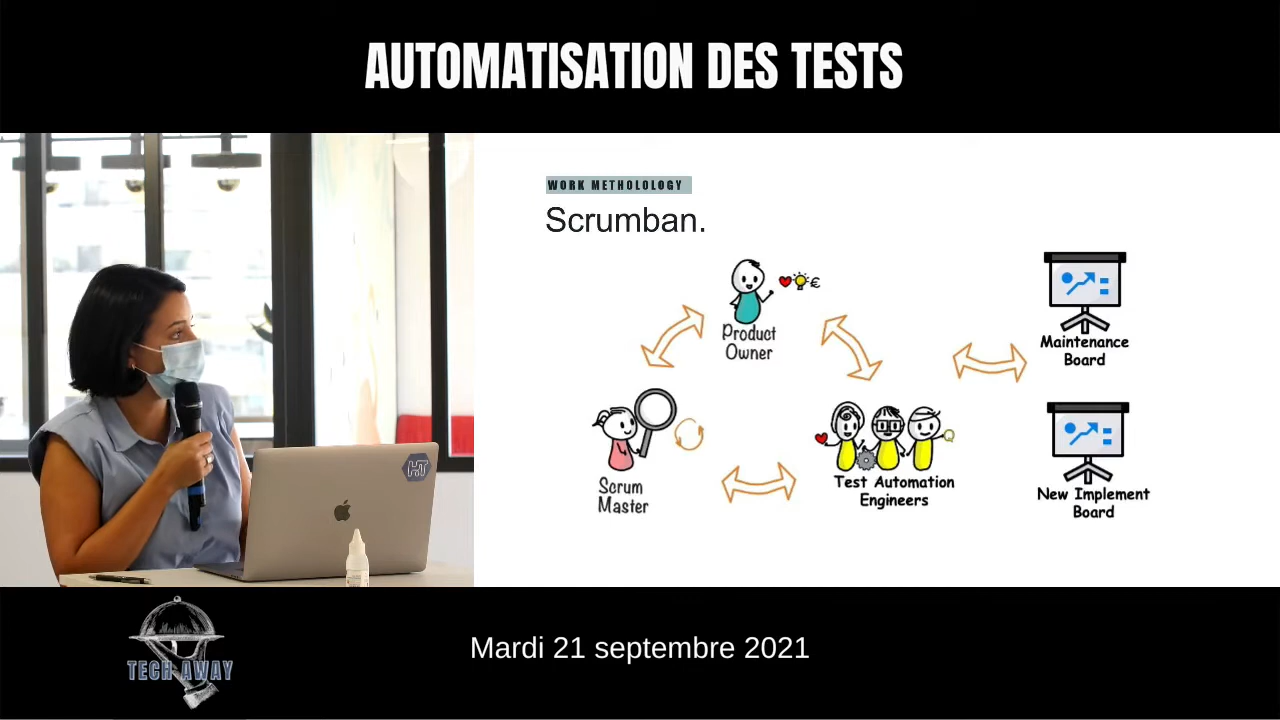 AUTOMATISATION DES TESTS
WORK METHOLOLOGY
Scrumban.
Product
Owner
Maintenance
Board
Scrum
Master
Test Automation
Engineers
New Implement
Board
HT
TECH AWAY
Mardi 21 septembre 2021